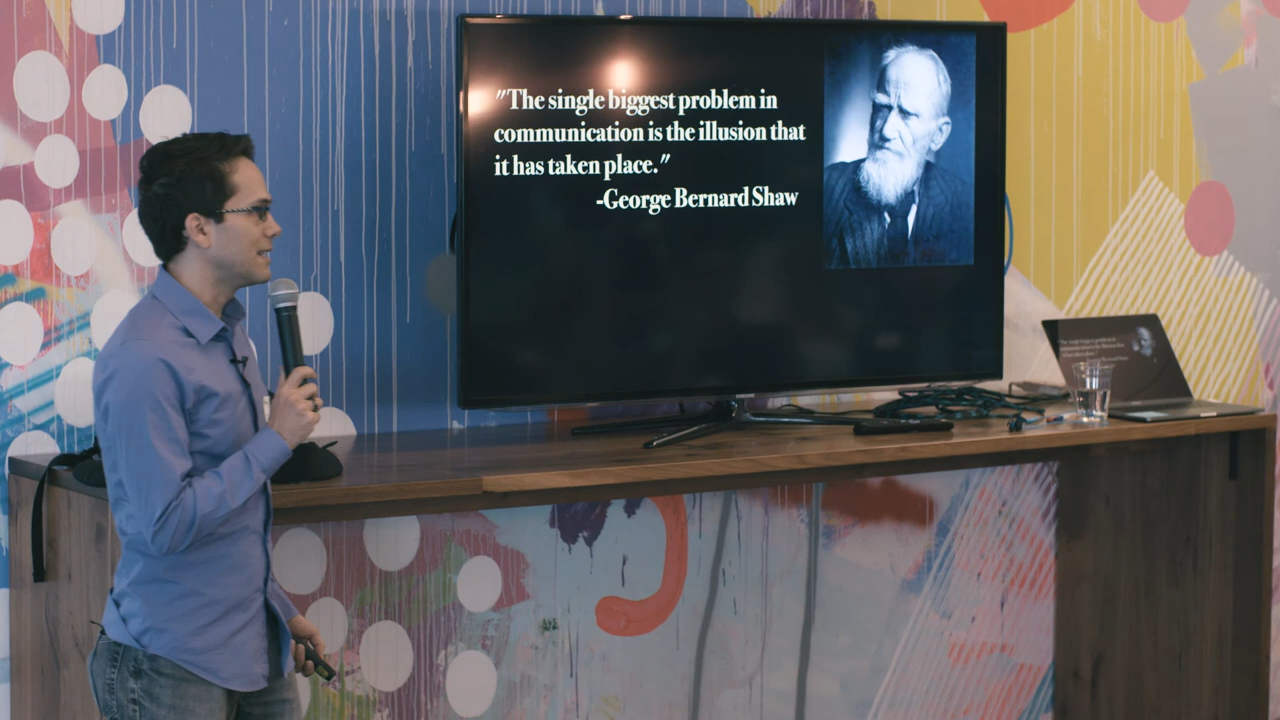 "The single biggest problem in
communication is the illusion that
it has taken place."
-George Bernard Shaw